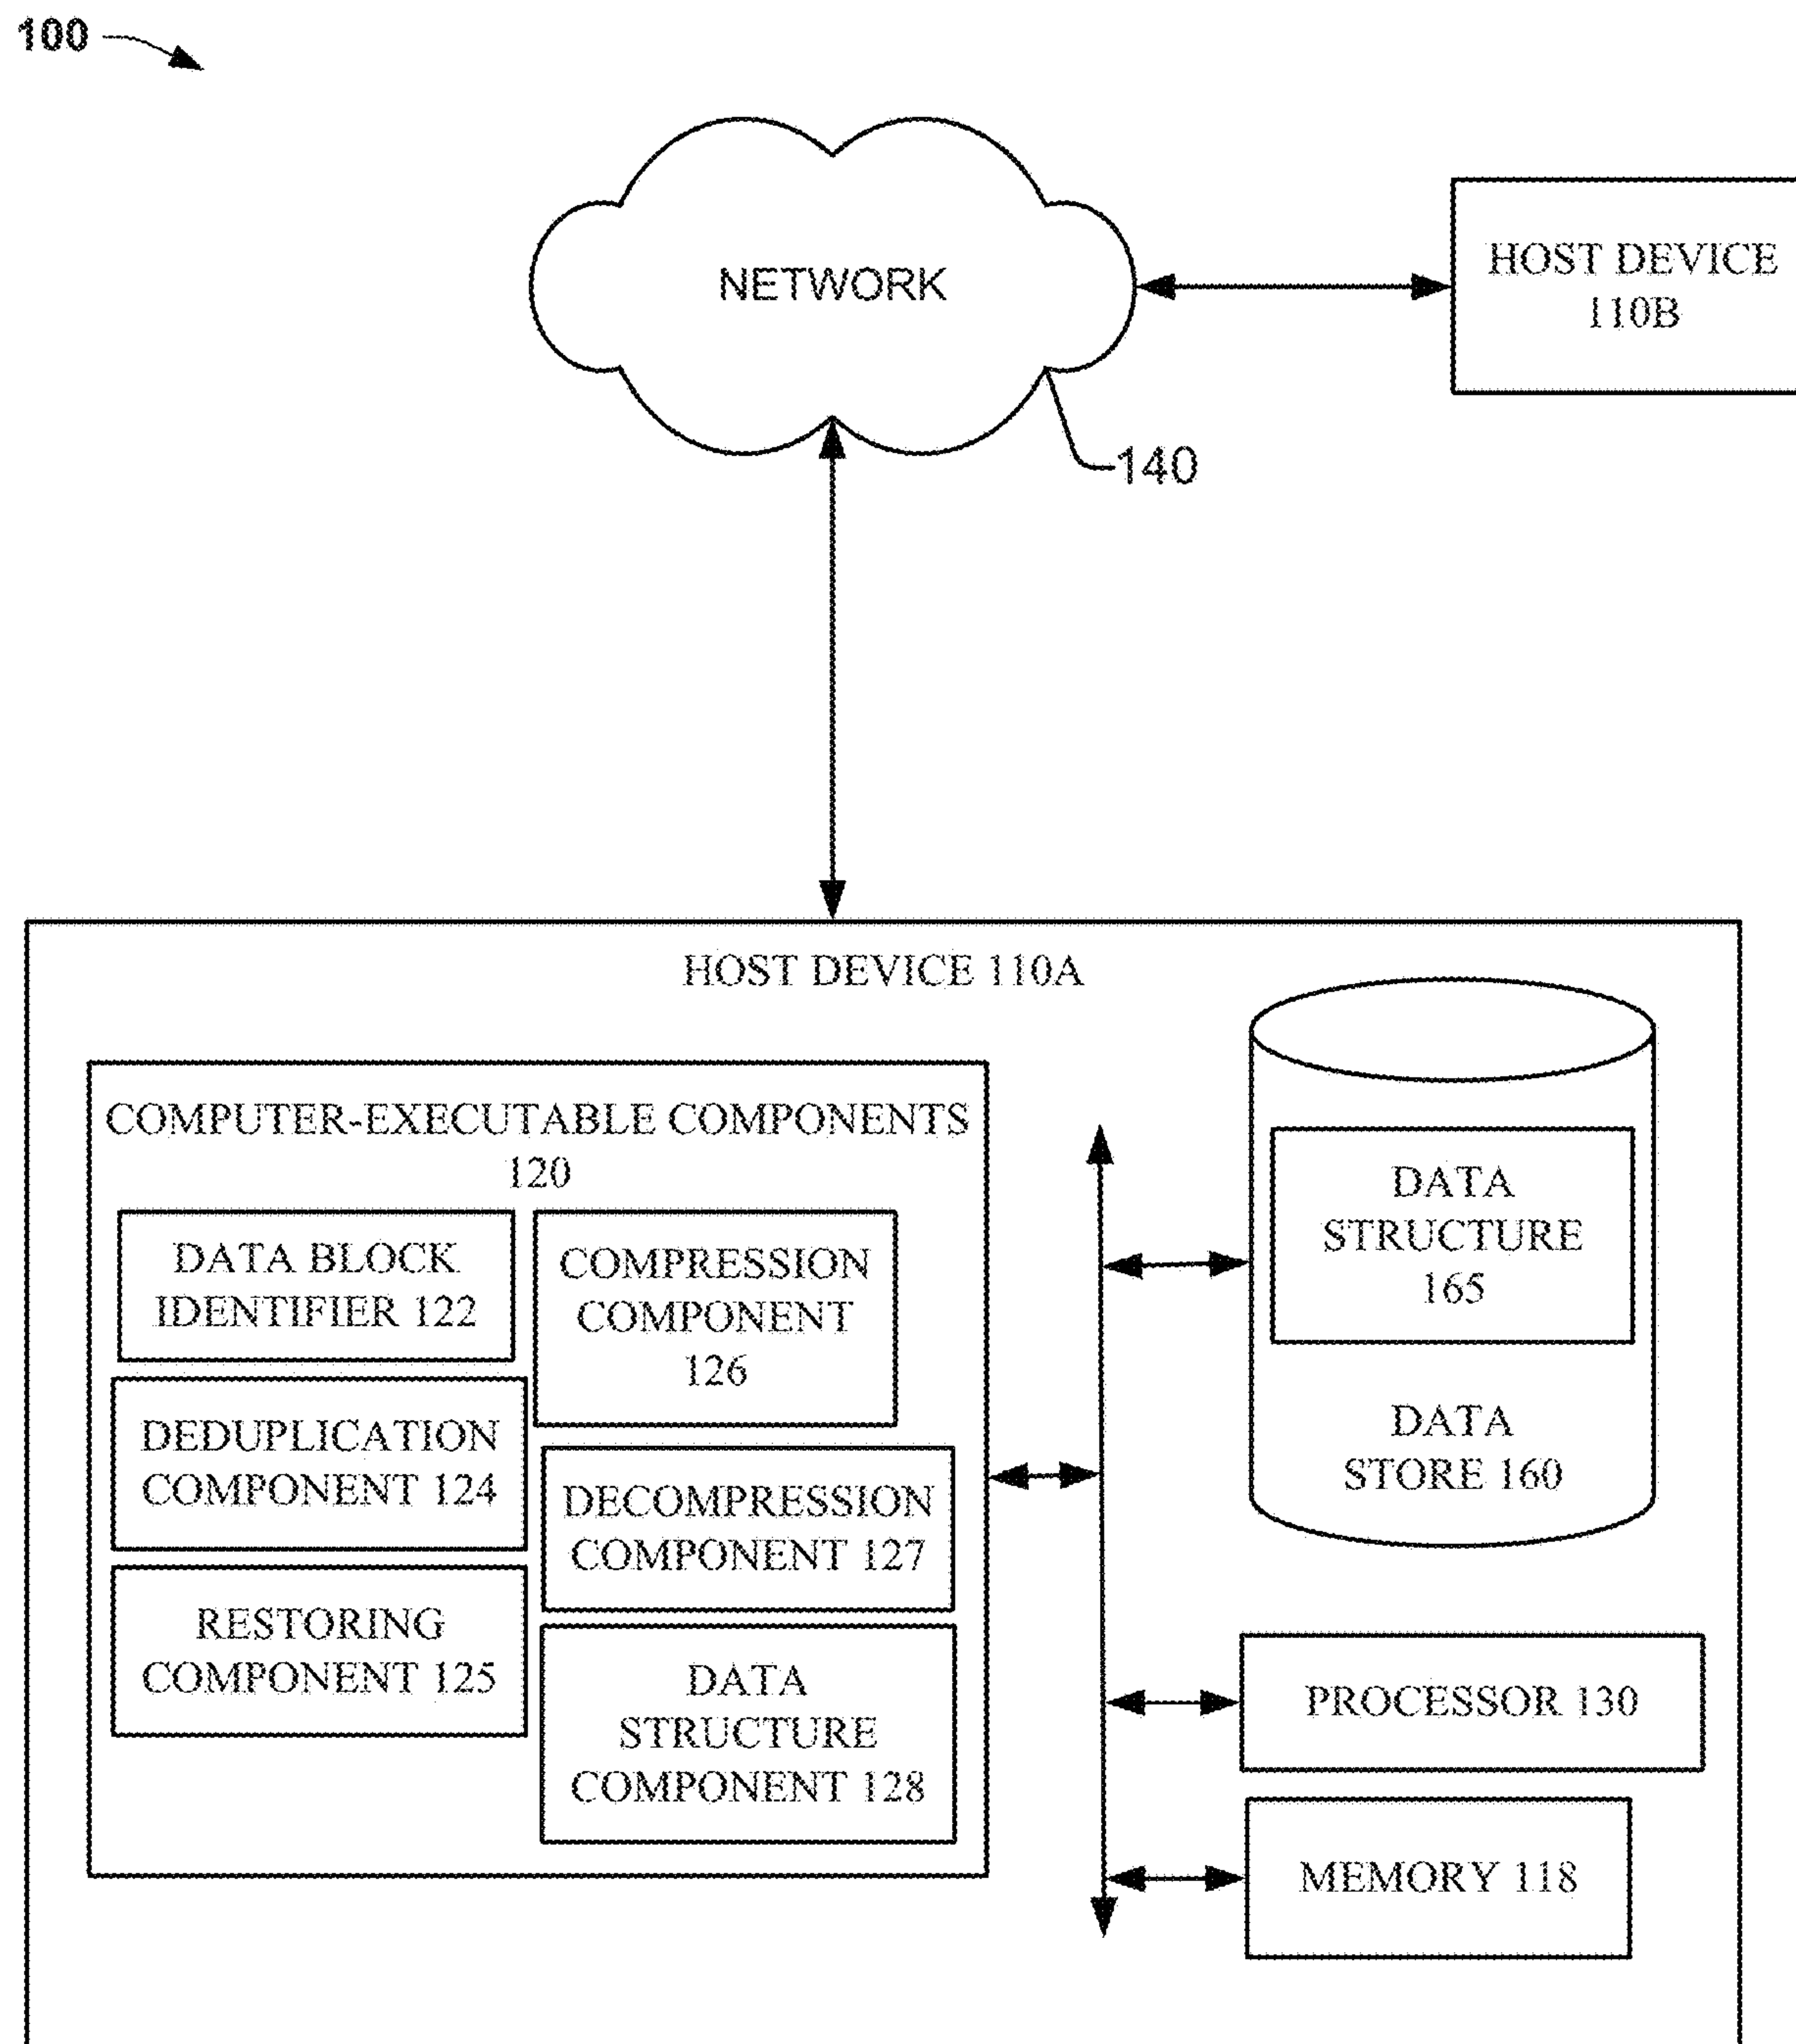 100
NETWORK
HOST DEVICE
110B
140
HOST DEVICE 110A
COMPUTER-EXECUTABLE COMPONENTS
120
DATA BLOCK
IDENTIFIER 122
COMPRESSION
COMPONENT
126
DEDUPLICATION
COMPONENT 124
DECOMPRESSION
COMPONENT 127
RESTORING
COMPONENT 125
DATA
STRUCTURE
COMPONENT 128
DATA
STRUCTURE
165
DATA
STORE 160
PROCESSOR 130
MEMORY 118